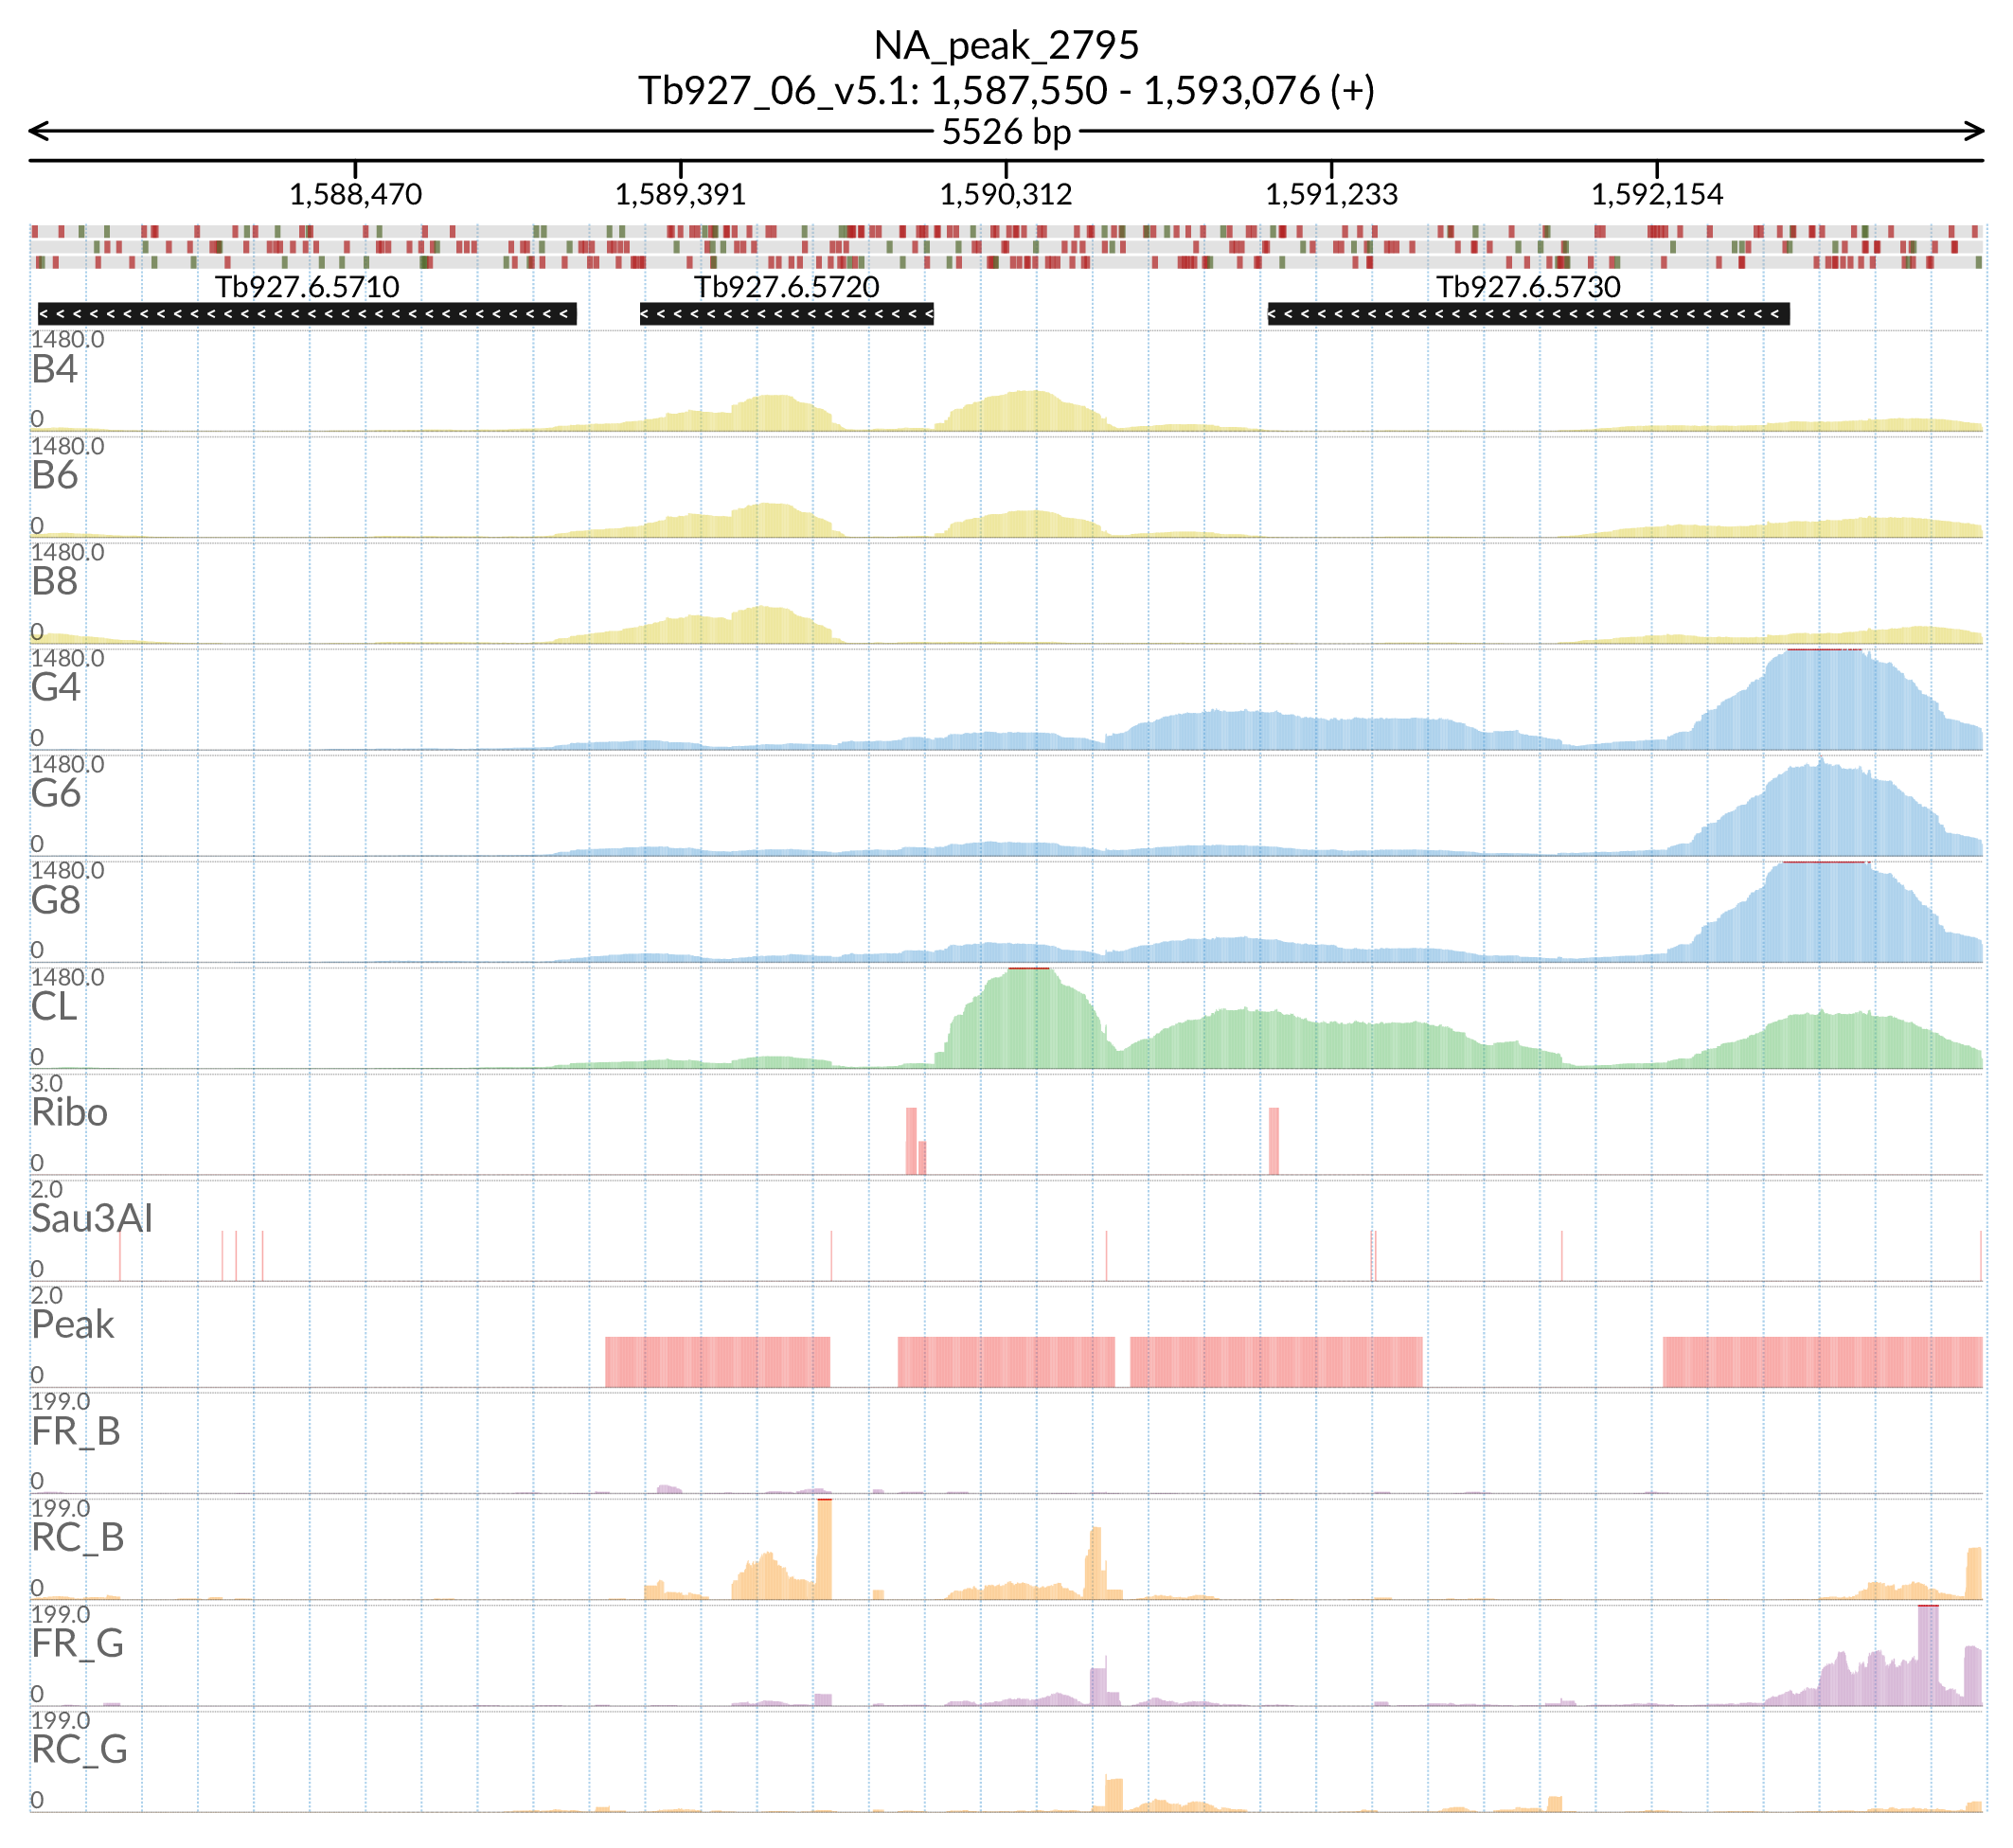 NA_peak_2795
Tb927_06_v5.1: 1,587,550 - 1,593,076 (+)
5526 bp
1,588,470 1,589,391 1,590,312 1,591,233 1,592,154
Tb927.6.5710 Tb927.6.5720 Tb927.6.5730
1480.0
B4
0
1480.0
B6
0
1480.0
B8
0
1480.0
G4
0
1480.0
G6
0
1480.0
G8
0
1480.0
CL
0
3.0
Ribo
0
2.0
Sau3AI
0
2.0
Peak
0
199.0
FR_B
0
199.0
RC_B
0
199.0
FR_G
0
199.0
RC_G
0